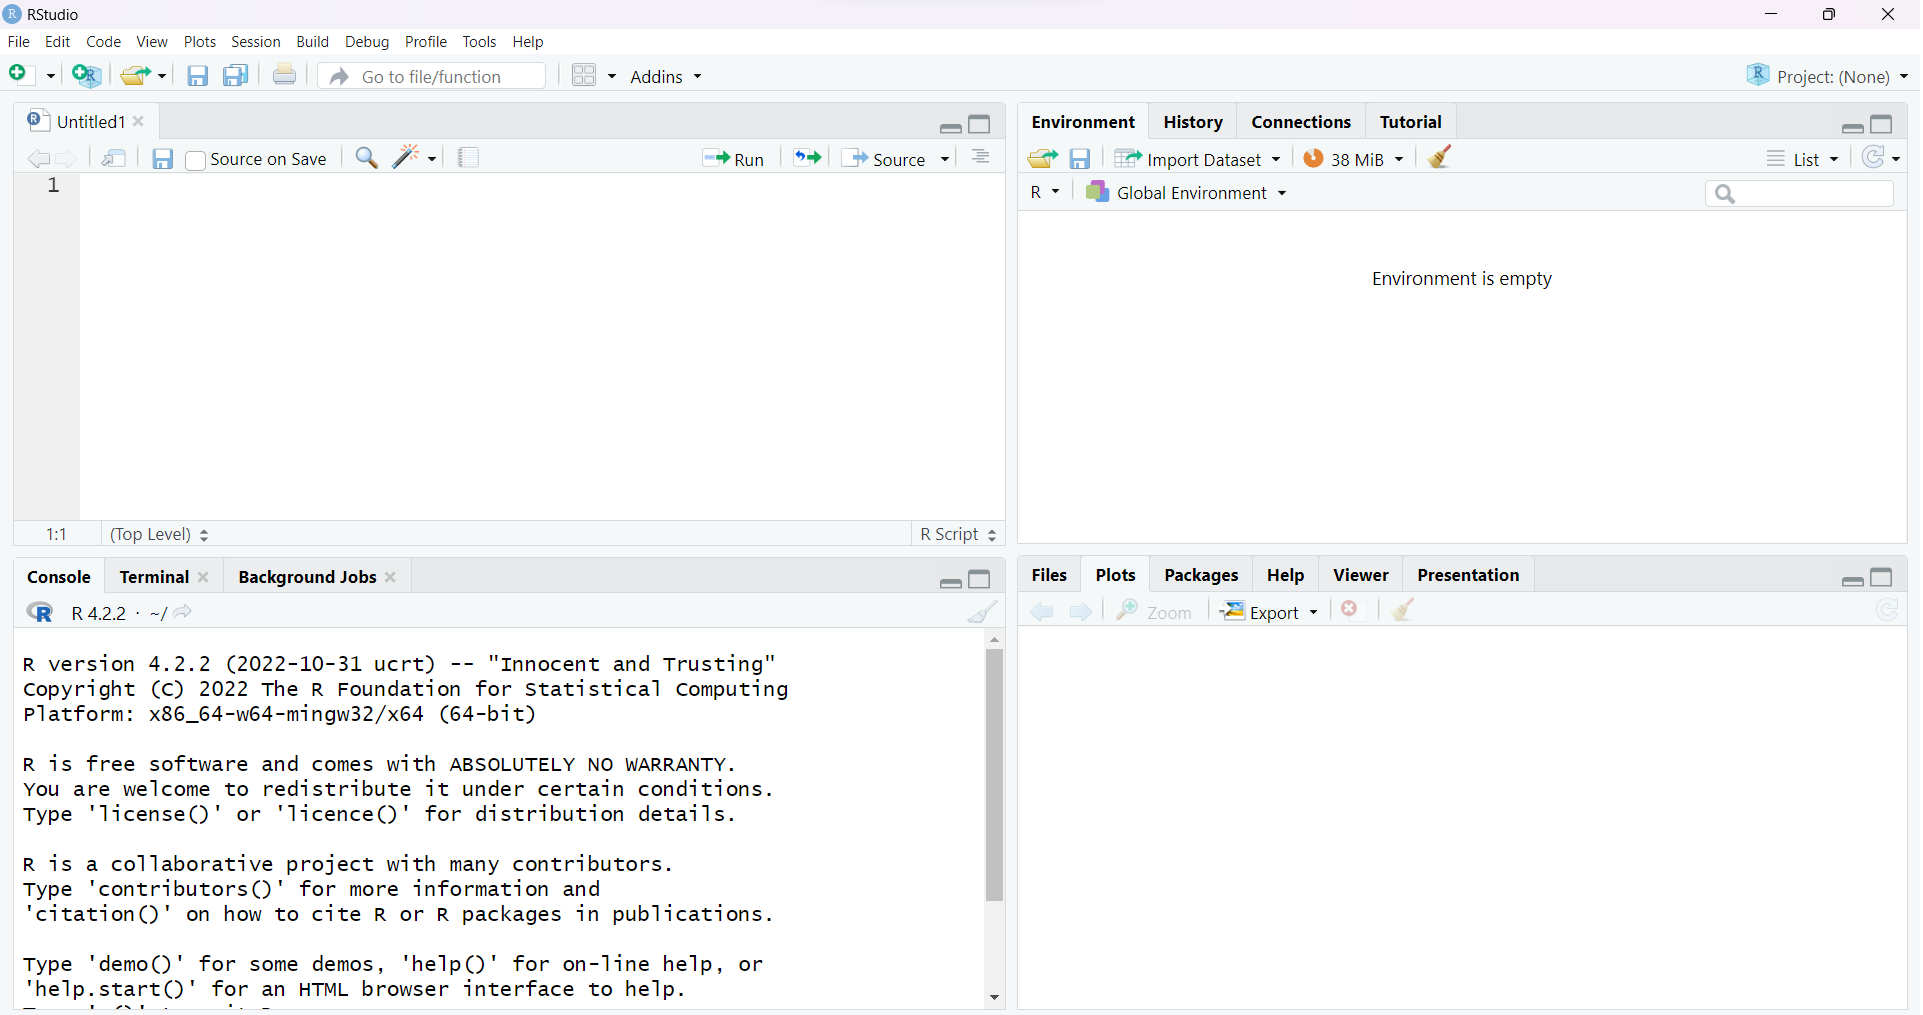 RStudio
File Edit Code View Plots Session Build Debug Profile Tools Help
Go to file/function Addins Project: (None)
Untitled1
Source on Save Run Source
1
1:1 (Top Level) R Script
Console Terminal Background Jobs
R 4.2.2 · ~/
R version 4.2.2 (2022-10-31 ucrt) -- "Innocent and Trusting"
Copyright (C) 2022 The R Foundation for Statistical Computing
Platform: x86_64-w64-mingw32/x64 (64-bit)
R is free software and comes with ABSOLUTELY NO WARRANTY.
You are welcome to redistribute it under certain conditions.
Type 'license()' or 'licence()' for distribution details.
R is a collaborative project with many contributors.
Type 'contributors()' for more information and
'citation()' on how to cite R or R packages in publications.
Type 'demo()' for some demos, 'help()' for on-line help, or
'help.start()' for an HTML browser interface to help.
Environment History Connections Tutorial
Import Dataset 38 MiB List
R Global Environment
Environment is empty
Files Plots Packages Help Viewer Presentation
Zoom Export